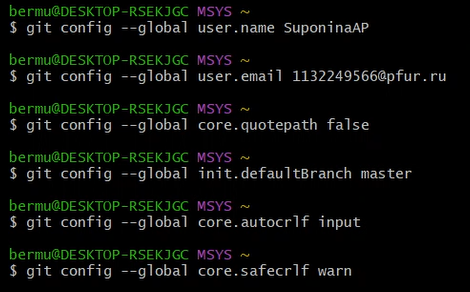 bermu@DESKTOP-RSEKJGC MSYS ~
$ git config --global user.name SuponinaAP
bermu@DESKTOP-RSEKJGC MSYS ~
$ git config --global user.email 1132249566@pfur.ru
bermu@DESKTOP-RSEKJGC MSYS ~
$ git config --global core.quotepath false
bermu@DESKTOP-RSEKJGC MSYS ~
$ git config --global init.defaultBranch master
bermu@DESKTOP-RSEKJGC MSYS ~
$ git config --global core.autocrlf input
bermu@DESKTOP-RSEKJGC MSYS ~
$ git config --global core.safecrlf warn